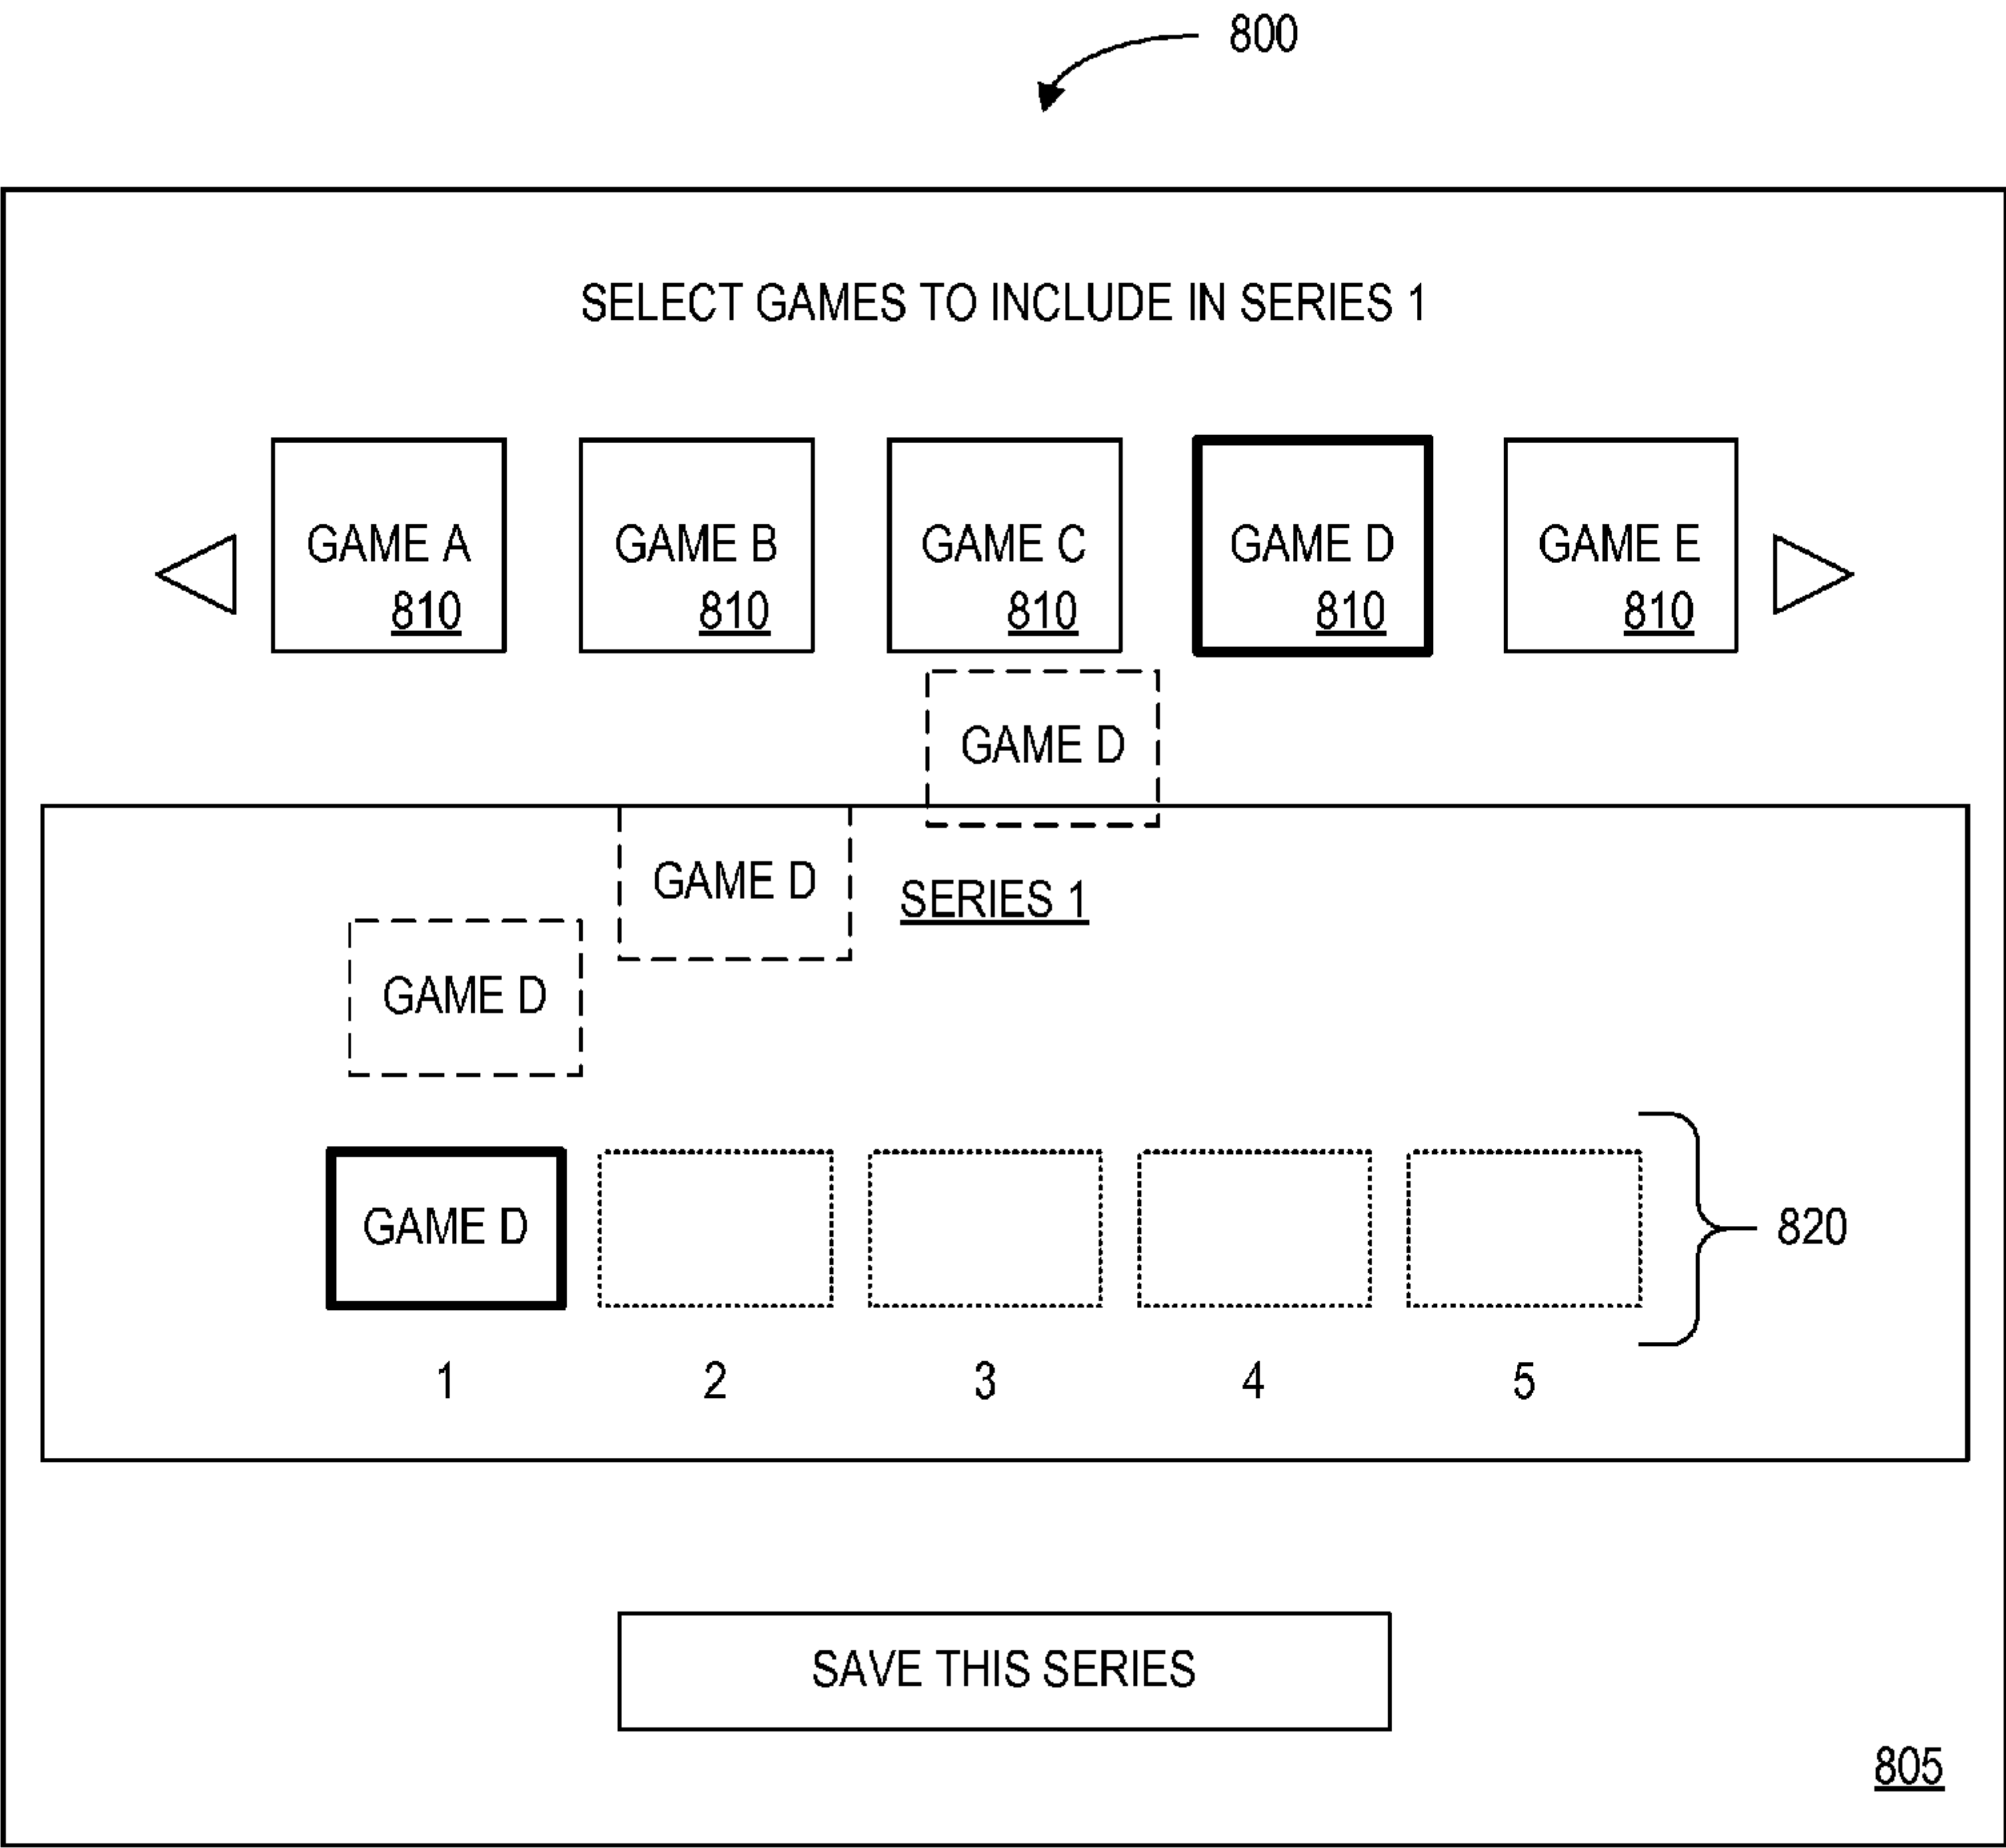 800
SELECT GAMES TO INCLUDE IN SERIES 1
GAME A GAME B GAME C GAME D GAME E
810 810 810 810 810
GAME D
GAME D
SERIES 1
GAME D
GAME D
820
1 2 3 4 5
SAVE THIS SERIES
805